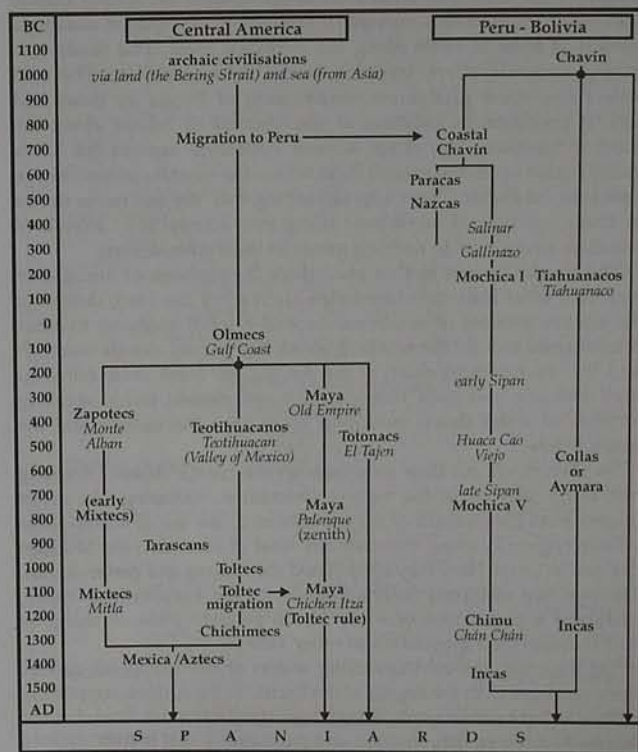 BC
Central America
Peru - Bolivia
1100
1000
900
800
700
600
500
400
300
200
100
0
100
200
300
400
500
600
700
800
900
1000
1100
1200
1300
1400
1500
AD
archaic civilisations
via land (the Bering Strait) and sea (from Asia)
Migration to Peru
Olmecs
Gulf Coast
Zapotecs
Monte
Alban
(early
Mixtecs)
Mixtecs
Mitla
Tarascans
Teotihuacanos
Teotihuacan
(Valley of Mexico)
Toltecs
Toltec
migration
Chichimecs
Mexica /Aztecs
Maya
Old Empire
Maya
Palenque
(zenith)
Maya
Chichen Itza
(Toltec rule)
Totonacs
El Tajen
Chavin
Coastal
Chavín
Paracas
Nazcas
Salinar
Gallinazo
Mochica I
early Sipan
Huaca Cao
Viejo
late Sipan
Mochica V
Chimu
Chán Chán
Incas
Tiahuanacos
Tiahuanaco
Collas
or
Aymara
Incas
S P A N I A R D S